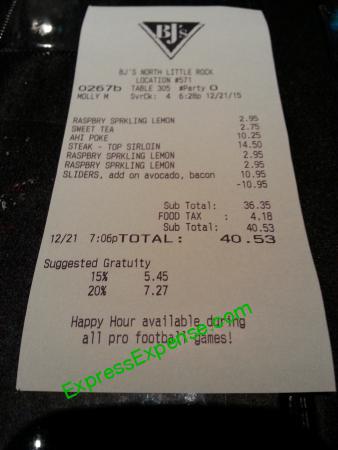 BJ's
BJ'S NORTH LITTLE ROCK
LOCATION #571
0267b TABLE 305 #Party 0
MOLLY M SvrCk: 4 6:28p 12/21/15
RASPBRY SPRKLING LEMON 2.95
SWEET TEA 2.75
AHI POKE 10.25
STEAK - TOP SIRLOIN 14.50
RASPBRY SPRKLING LEMON 2.95
RASPBRY SPRKLING LEMON 2.95
SLIDERS, add on avocado, bacon 10.95
-10.95
Sub Total: 36.35
FOOD TAX : 4.18
Sub Total: 40.53
12/21 7:06p TOTAL: 40.53
Suggested Gratuity
15% 5.45
20% 7.27
Happy Hour available during
all pro football games!
ExpressExpense.com